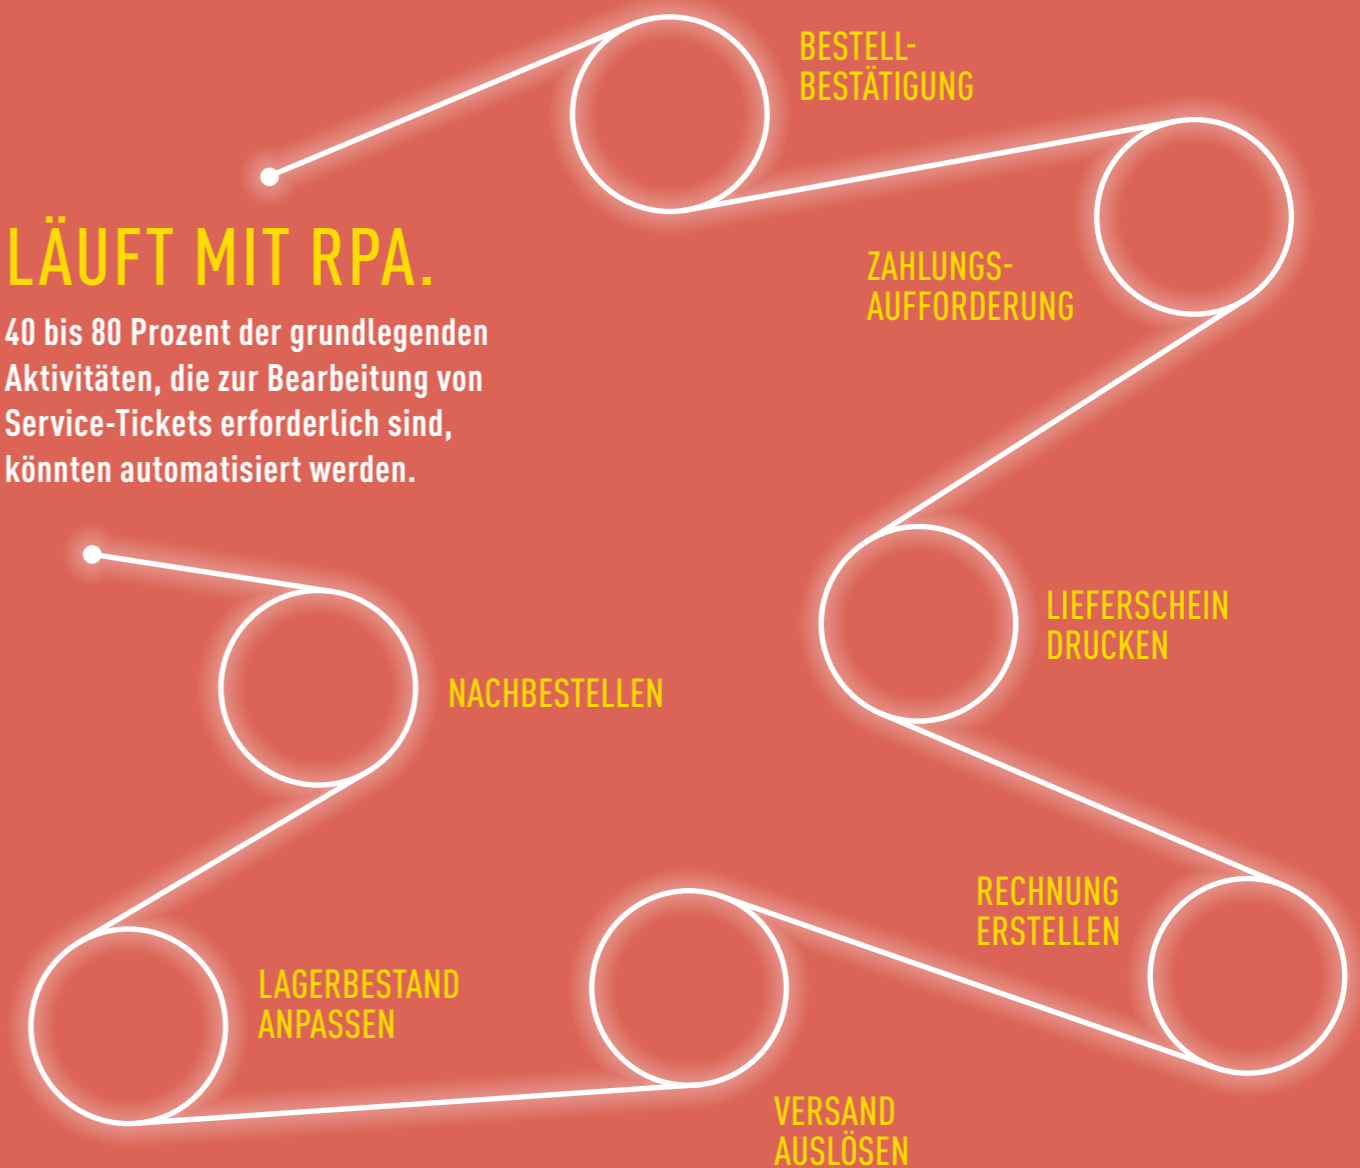 LÄUFT MIT RPA.
40 bis 80 Prozent der grundlegenden
Aktivitäten, die zur Bearbeitung von
Service-Tickets erforderlich sind,
könnten automatisiert werden.
BESTELL-
BESTÄTIGUNG
ZAHLUNGS-
AUFFORDERUNG
LIEFERSCHEIN
DRUCKEN
RECHNUNG
ERSTELLEN
VERSAND
AUSLÖSEN
LAGERBESTAND
ANPASSEN
NACHBESTELLEN